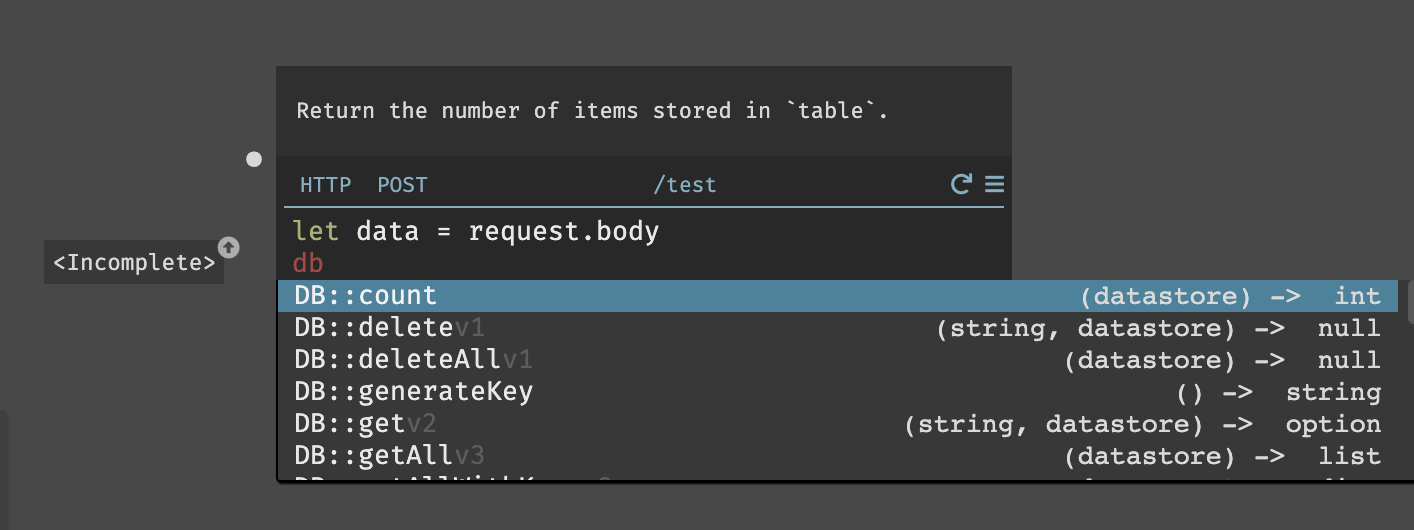 Return the number of items stored in `table`.
HTTP POST /test
let data = request.body
<Incomplete>
db
DB::count (datastore) -> int
DB::deletev1 (string, datastore) -> null
DB::deleteAllv1 (datastore) -> null
DB::generateKey () -> string
DB::getv2 (string, datastore) -> option
DB::getAllv3 (datastore) -> list